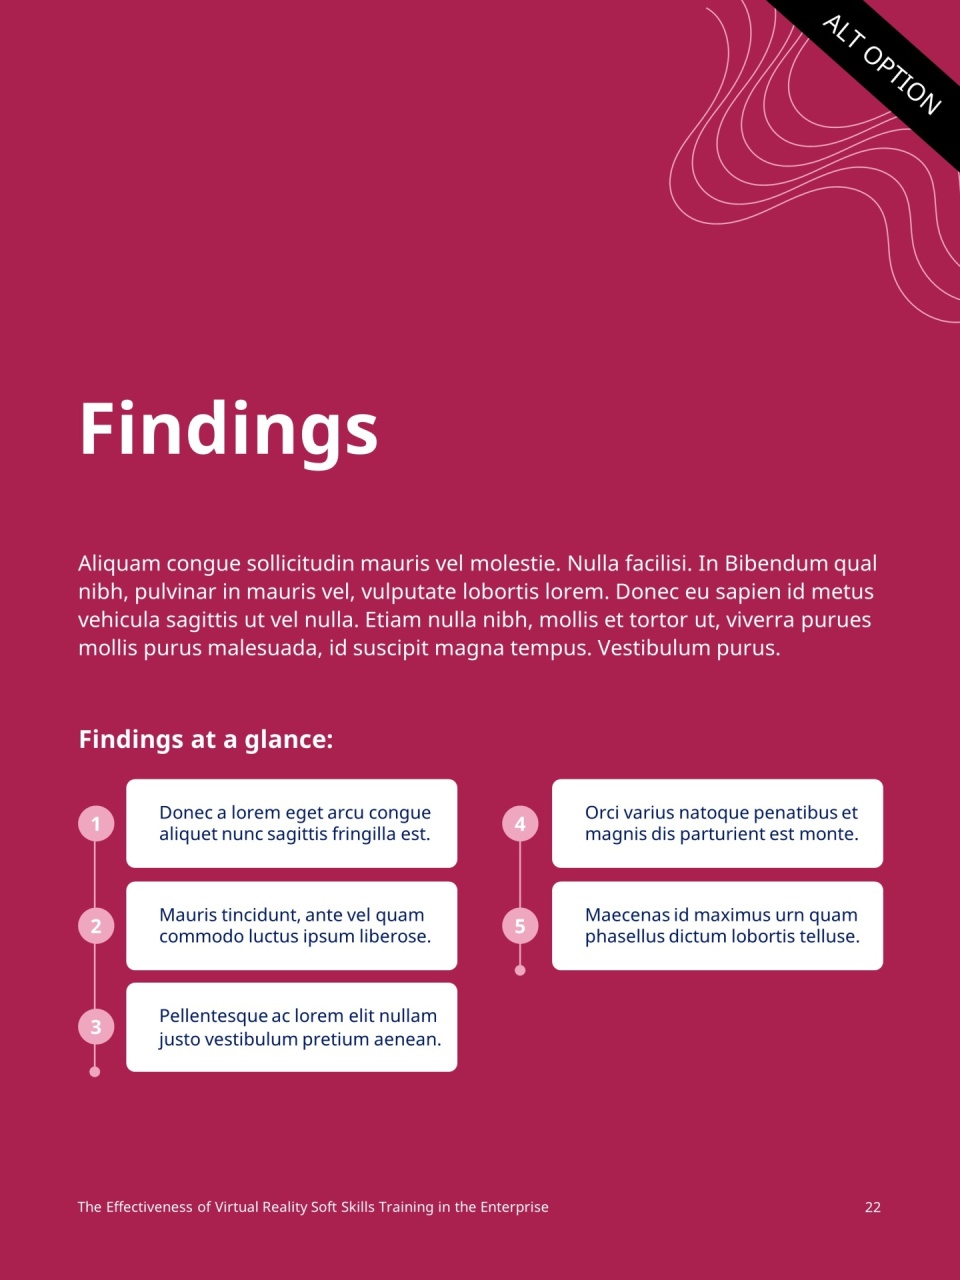 ALT OPTION
Findings
Aliquam congue sollicitudin mauris vel molestie. Nulla facilisi. In Bibendum qual
nibh, pulvinar in mauris vel, vulputate lobortis lorem. Donec eu sapien id metus
vehicula sagittis ut vel nulla. Etiam nulla nibh, mollis et tortor ut, viverra purues
mollis purus malesuada, id suscipit magna tempus. Vestibulum purus.
Findings at a glance:
1
Donec a lorem eget arcu congue
aliquet nunc sagittis fringilla est.
2
Mauris tincidunt, ante vel quam
commodo luctus ipsum liberose.
3
Pellentesque ac lorem elit nullam
justo vestibulum pretium aenean.
4
Orci varius natoque penatibus et
magnis dis parturient est monte.
5
Maecenas id maximus urn quam
phasellus dictum lobortis telluse.
The Effectiveness of Virtual Reality Soft Skills Training in the Enterprise
22